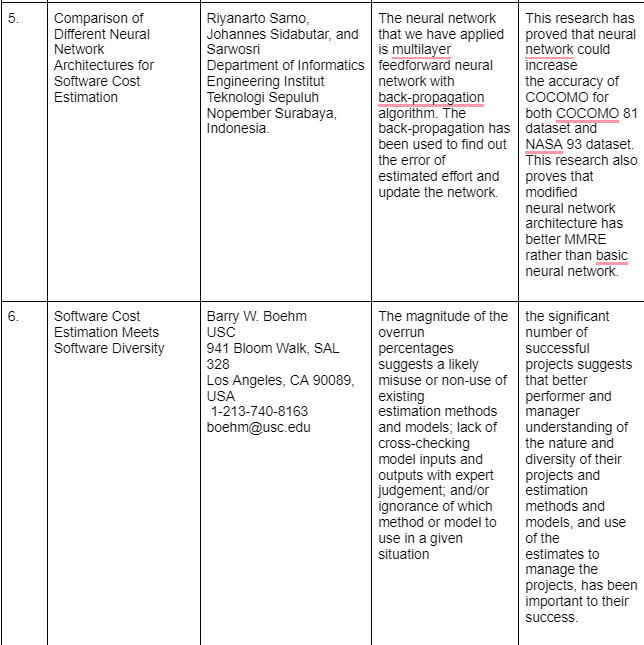 5.
Comparison of
Different Neural
Network
Architectures for
Software Cost
Estimation
Riyanarto Sarno,
Johannes Sidabutar, and
Sarwosri
Department of Informatics
Engineering Institut
Teknologi Sepuluh
Nopember Surabaya,
Indonesia.
The neural network
that we have applied
is multilayer
feedforward neural
network with
back-propagation
algorithm. The
back-propagation has
been used to find out
the error of
estimated effort and
update the network.
This research has
proved that neural
network could
increase
the accuracy of
COCOMO for
both COCOMO 81
dataset and
NASA 93 dataset.
This research also
proves that
modified
neural network
architecture has
better MMRE
rather than basic
neural network.
6.
Software Cost
Estimation Meets
Software Diversity
Barry W. Boehm
USC
941 Bloom Walk, SAL
328
Los Angeles, CA 90089,
USA
1-213-740-8163
boehm@usc.edu
The magnitude of the
overrun
percentages
suggests a likely
misuse or non-use of
existing
estimation methods
and models; lack of
cross-checking
model inputs and
outputs with expert
judgement; and/or
ignorance of which
method or model to
use in a given
situation
the significant
number of
successful
projects suggests
that better
performer and
manager
understanding of
the nature and
diversity of their
projects and
estimation
methods and
models, and use
of the
estimates to
manage the
projects, has been
important to their
success.